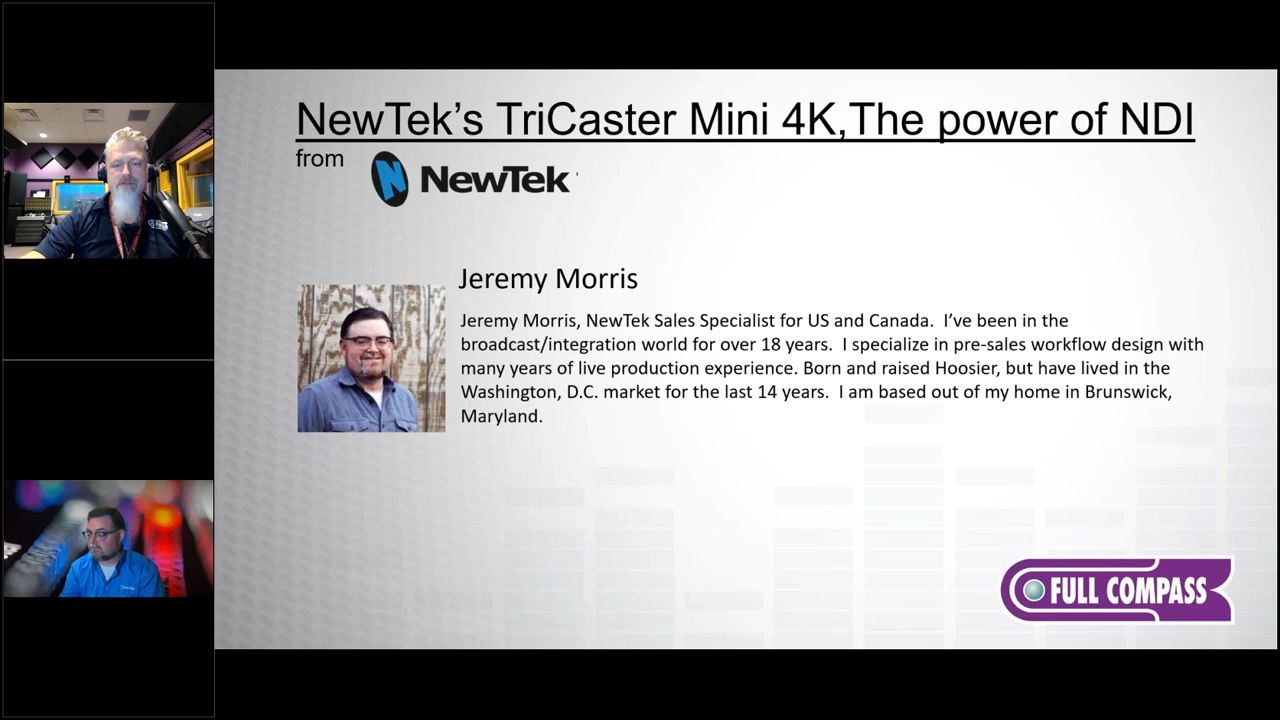 NewTek's TriCaster Mini 4K,The power of NDI
from
NewTek
Jeremy Morris
Jeremy Morris, NewTek Sales Specialist for US and Canada.  I've been in the
broadcast/integration world for over 18 years.  I specialize in pre-sales workflow design with
many years of live production experience. Born and raised Hoosier, but have lived in the
Washington, D.C. market for the last 14 years.  I am based out of my home in Brunswick,
Maryland.
FULL COMPASS